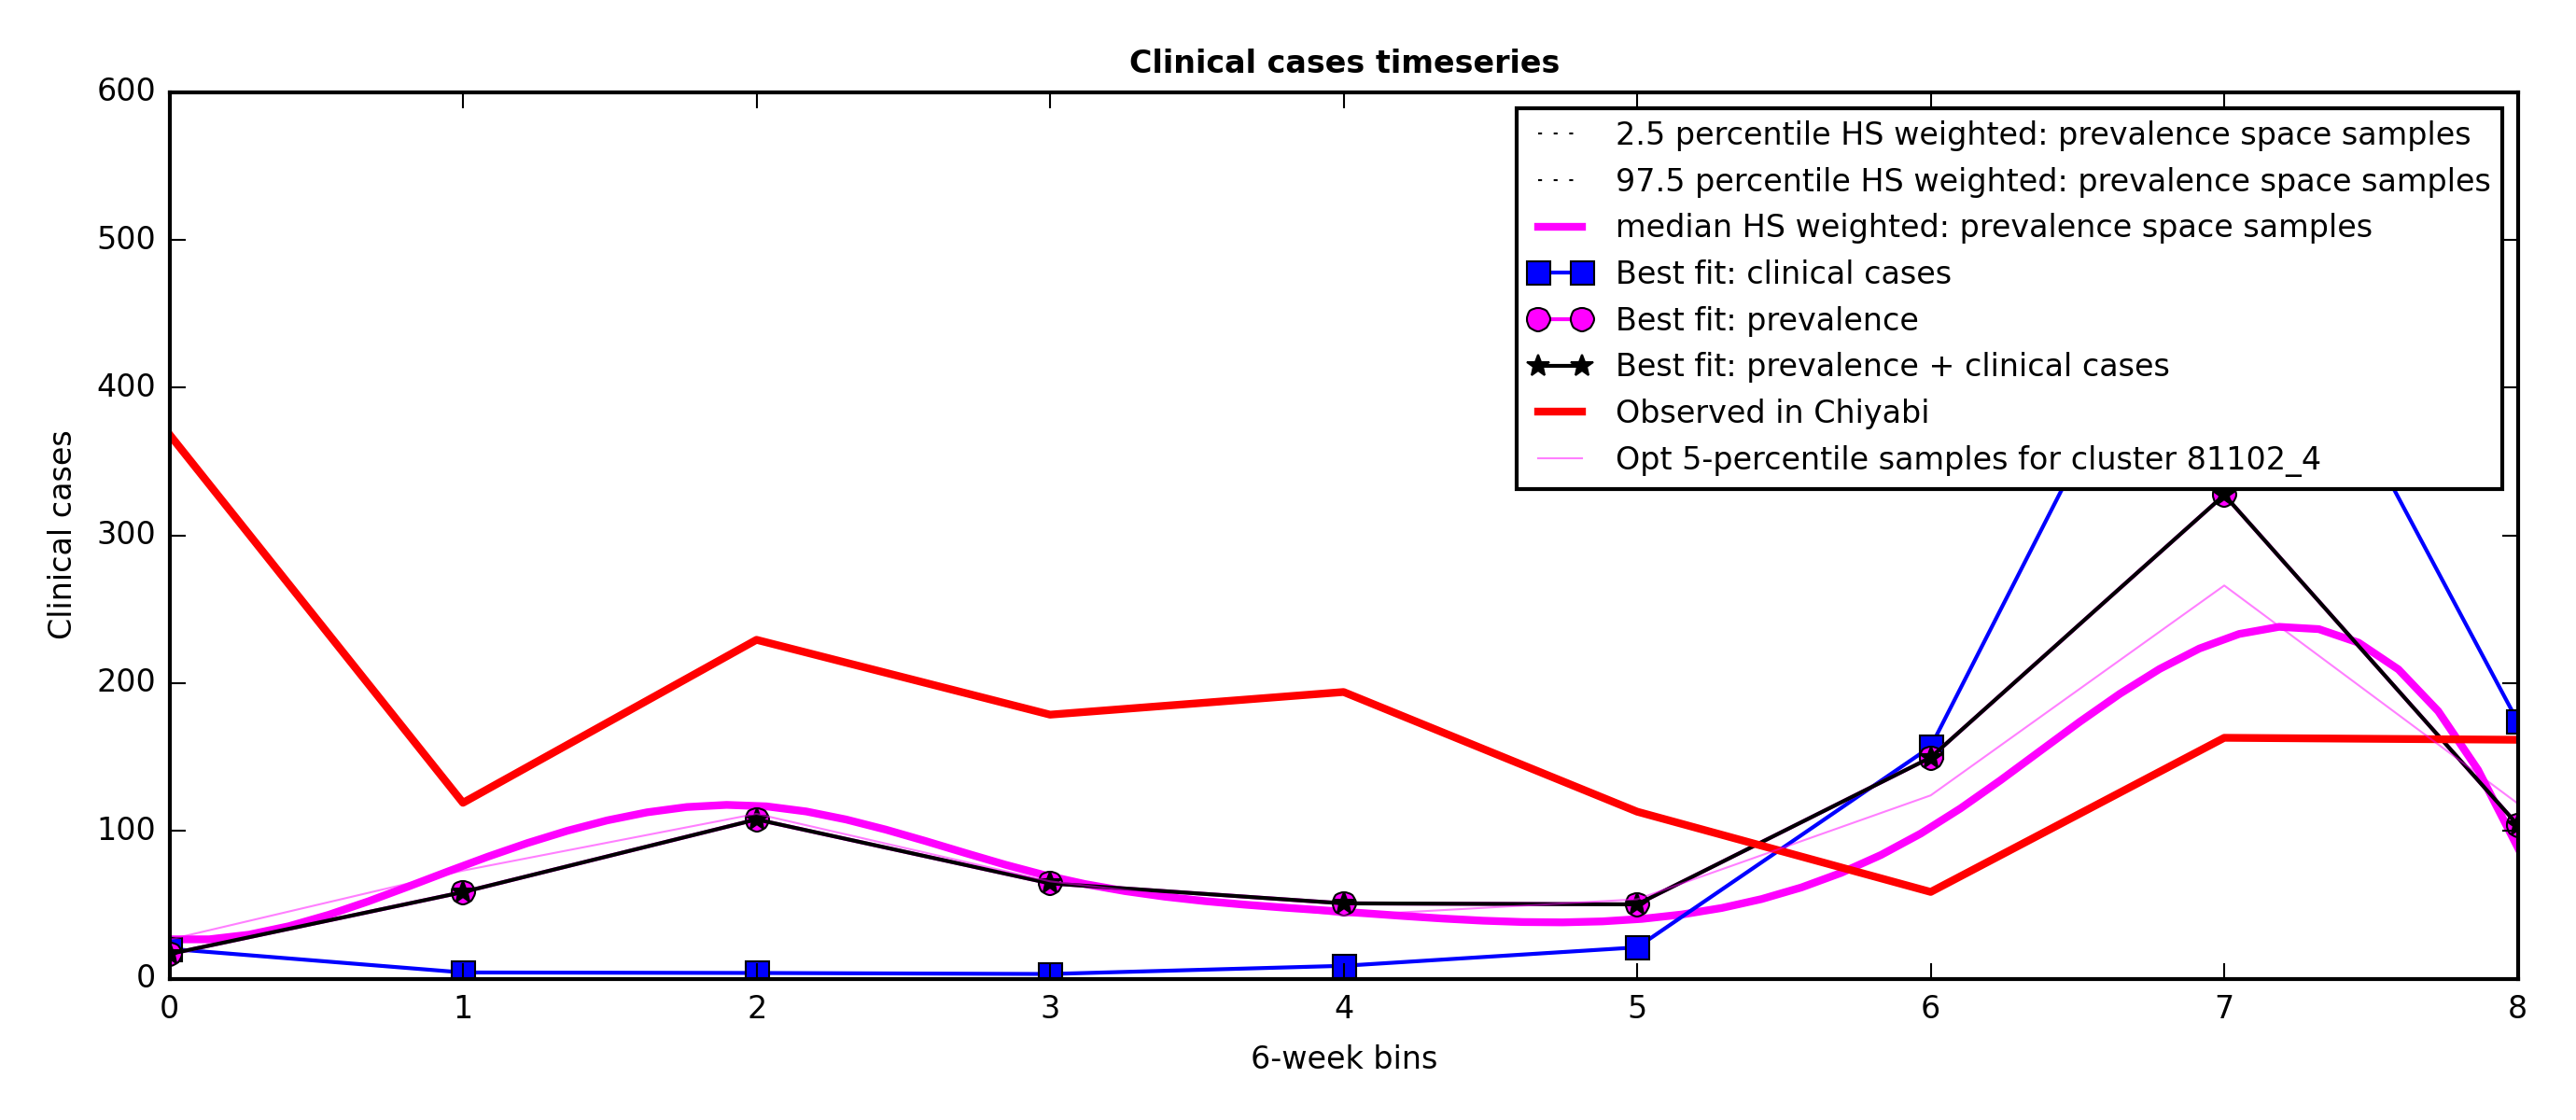 Clinical cases timeseries
600
500
400
300
200
100
0
Clinical cases
2.5 percentile HS weighted: prevalence space samples
97.5 percentile HS weighted: prevalence space samples
median HS weighted: prevalence space samples
Best fit: clinical cases
Best fit: prevalence
Best fit: prevalence + clinical cases
Observed in Chiyabi
Opt 5-percentile samples for cluster 81102_4
0 1 2 3 4 5 6 7 8
6-week bins